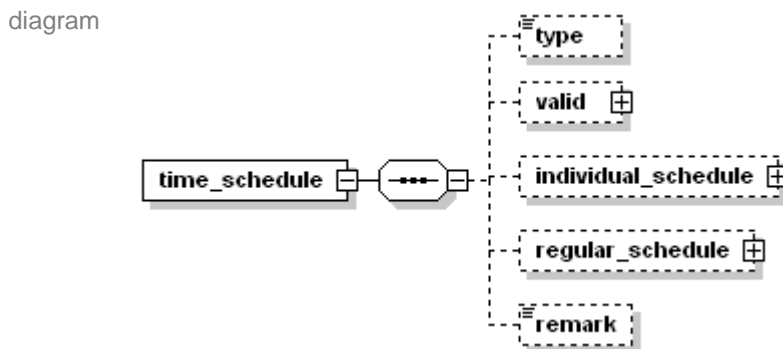 diagram
type
valid
time_schedule
individual_schedule
regular_schedule
remark